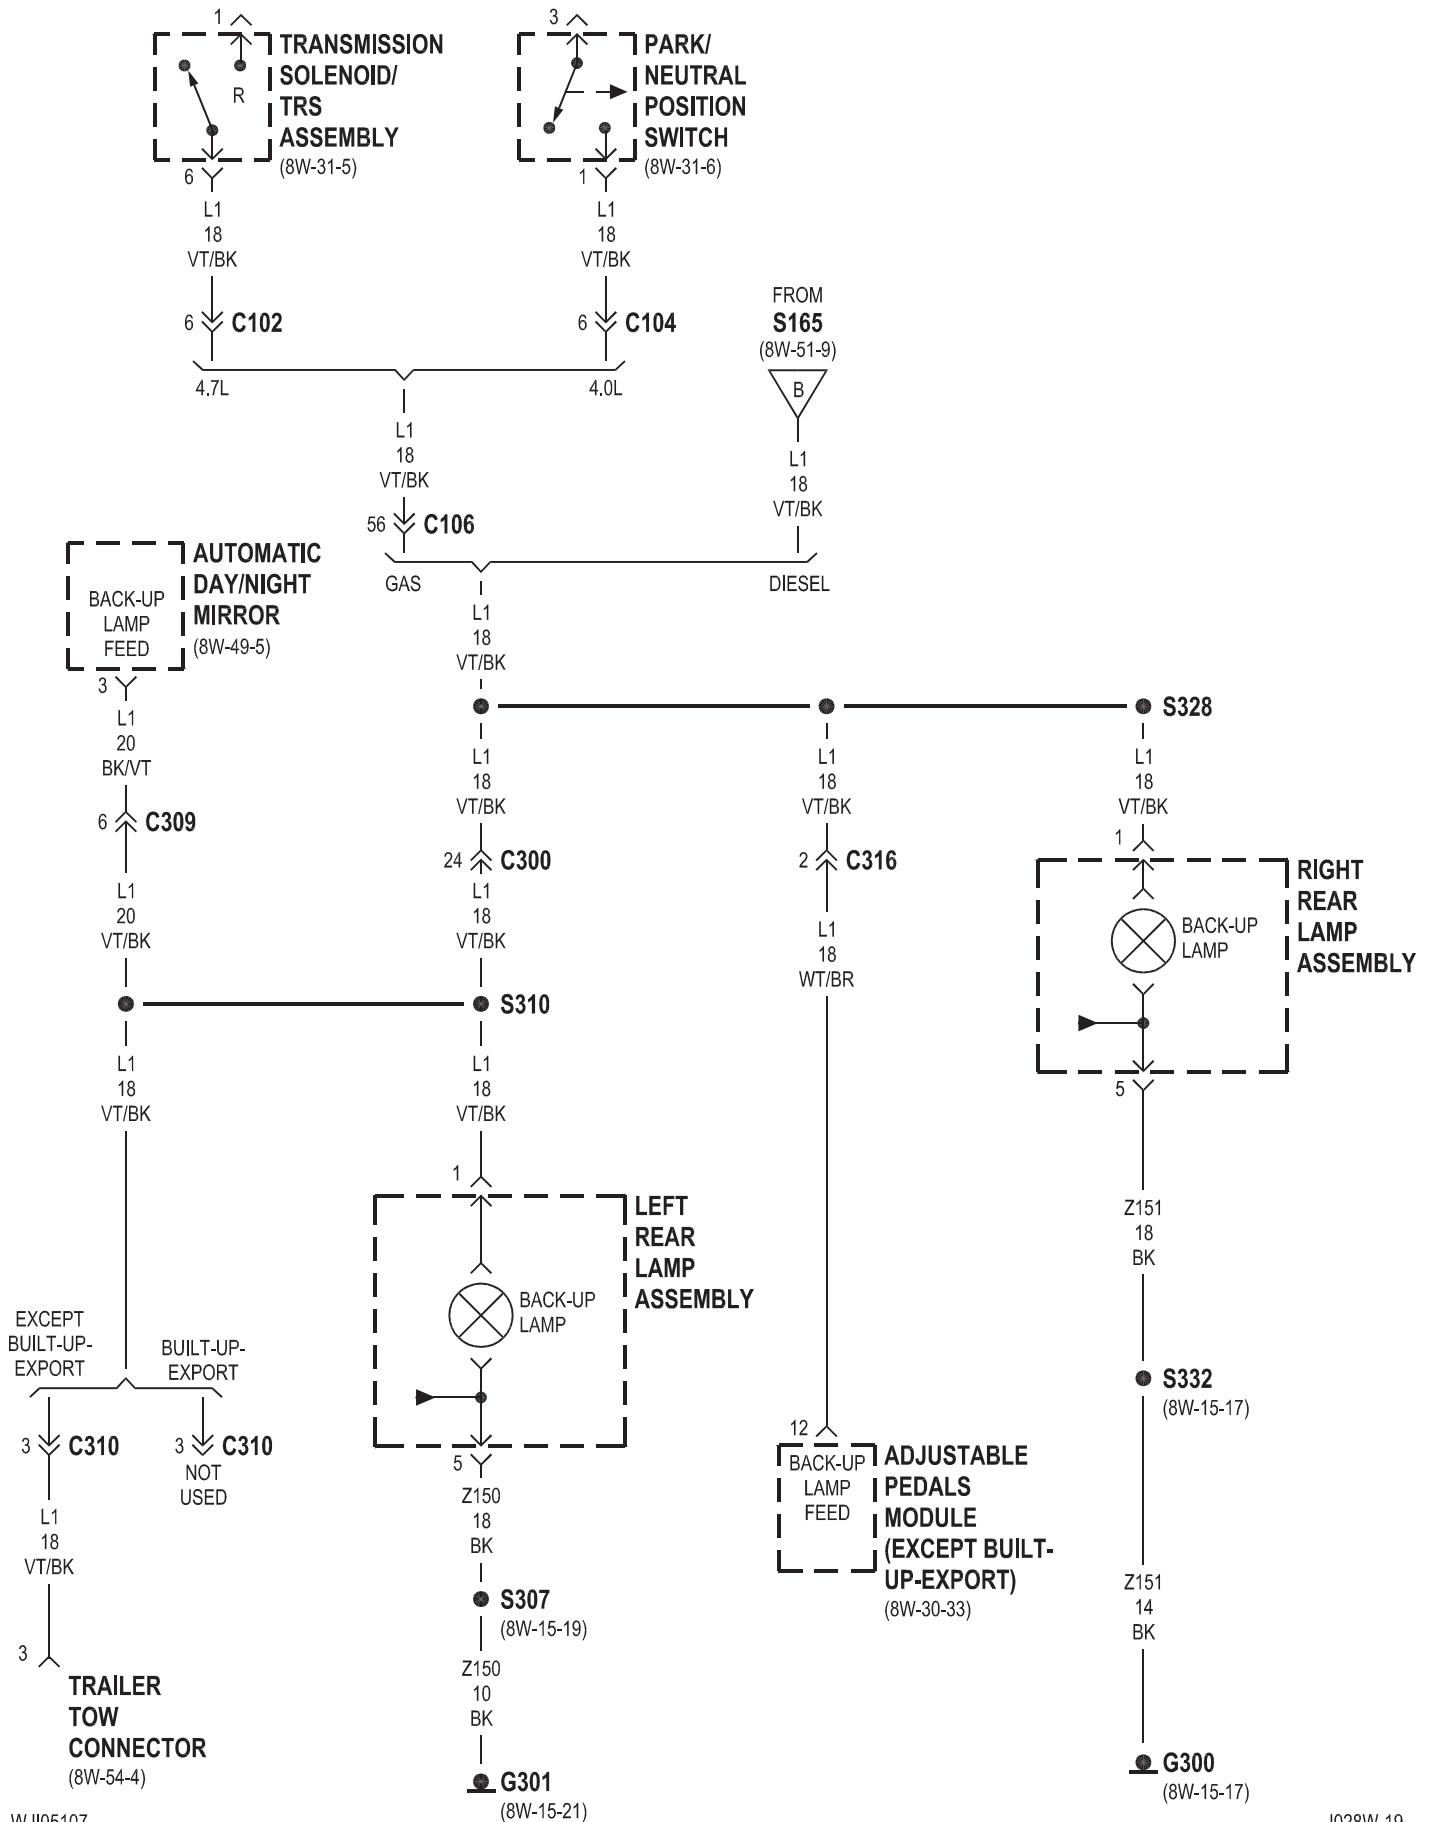 1
TRANSMISSION
SOLENOID/
TRS
ASSEMBLY
(8W-31-5)
R
6
L1
18
VT/BK
6
C102
4.7L
3
PARK/
NEUTRAL
POSITION
SWITCH
(8W-31-6)
1
L1
18
VT/BK
6
C104
4.0L
FROM
S165
(8W-51-9)
B
L1
18
VT/BK
DIESEL
L1
18
VT/BK
56
C106
GAS
L1
18
VT/BK
S328
AUTOMATIC
DAY/NIGHT
MIRROR
(8W-49-5)
BACK-UP
LAMP
FEED
3
L1
20
BK/VT
6
C309
L1
20
VT/BK
L1
18
VT/BK
24
C300
L1
18
VT/BK
S310
L1
18
VT/BK
2
C316
L1
18
WT/BR
L1
18
VT/BK
1
RIGHT
REAR
LAMP
ASSEMBLY
BACK-UP
LAMP
5
L1
18
VT/BK
L1
18
VT/BK
1
LEFT
REAR
LAMP
ASSEMBLY
BACK-UP
LAMP
5
Z151
18
BK
S332
(8W-15-17)
EXCEPT
BUILT-UP-
EXPORT
BUILT-UP-
EXPORT
3
C310
3
C310
NOT
USED
L1
18
VT/BK
3
TRAILER
TOW
CONNECTOR
(8W-54-4)
Z150
18
BK
S307
(8W-15-19)
Z150
10
BK
G301
(8W-15-21)
12
BACK-UP
LAMP
FEED
ADJUSTABLE
PEDALS
MODULE
(EXCEPT BUILT-
UP-EXPORT)
(8W-30-33)
Z151
14
BK
G300
(8W-15-17)